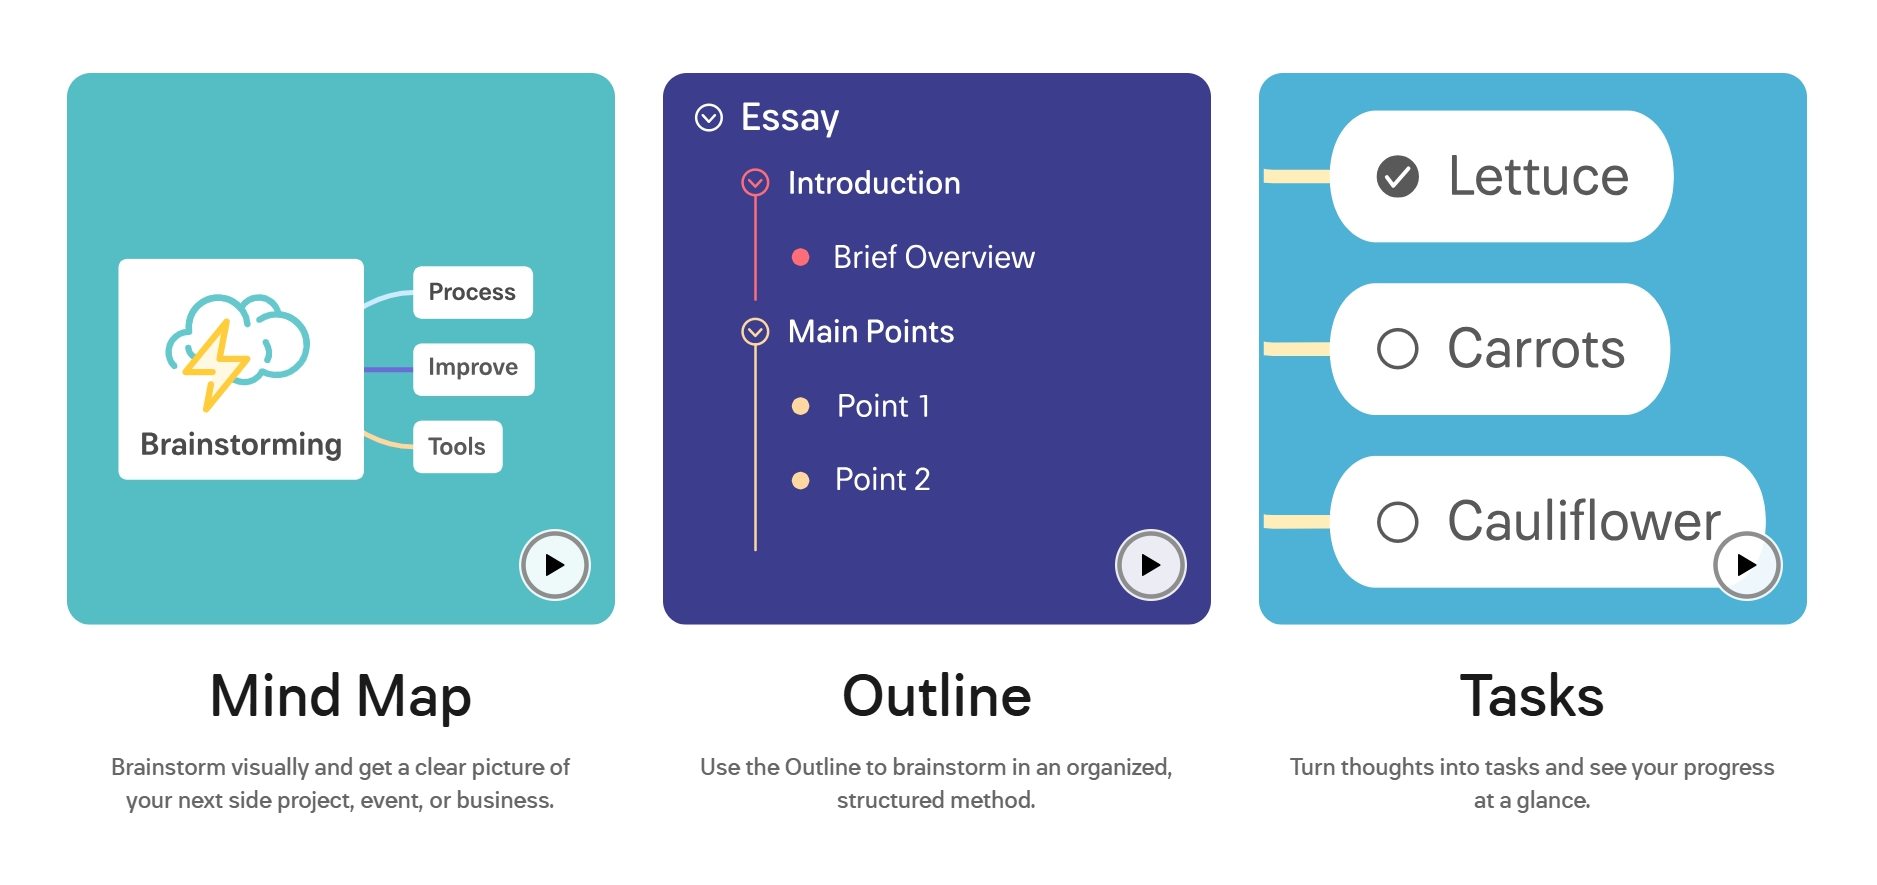 Brainstorming
Process
Improve
Tools
Essay
Introduction
Brief Overview
Main Points
Point 1
Point 2
Lettuce
Carrots
Cauliflower
Mind Map
Brainstorm visually and get a clear picture of
your next side project, event, or business.
Outline
Use the Outline to brainstorm in an organized,
structured method.
Tasks
Turn thoughts into tasks and see your progress
at a glance.